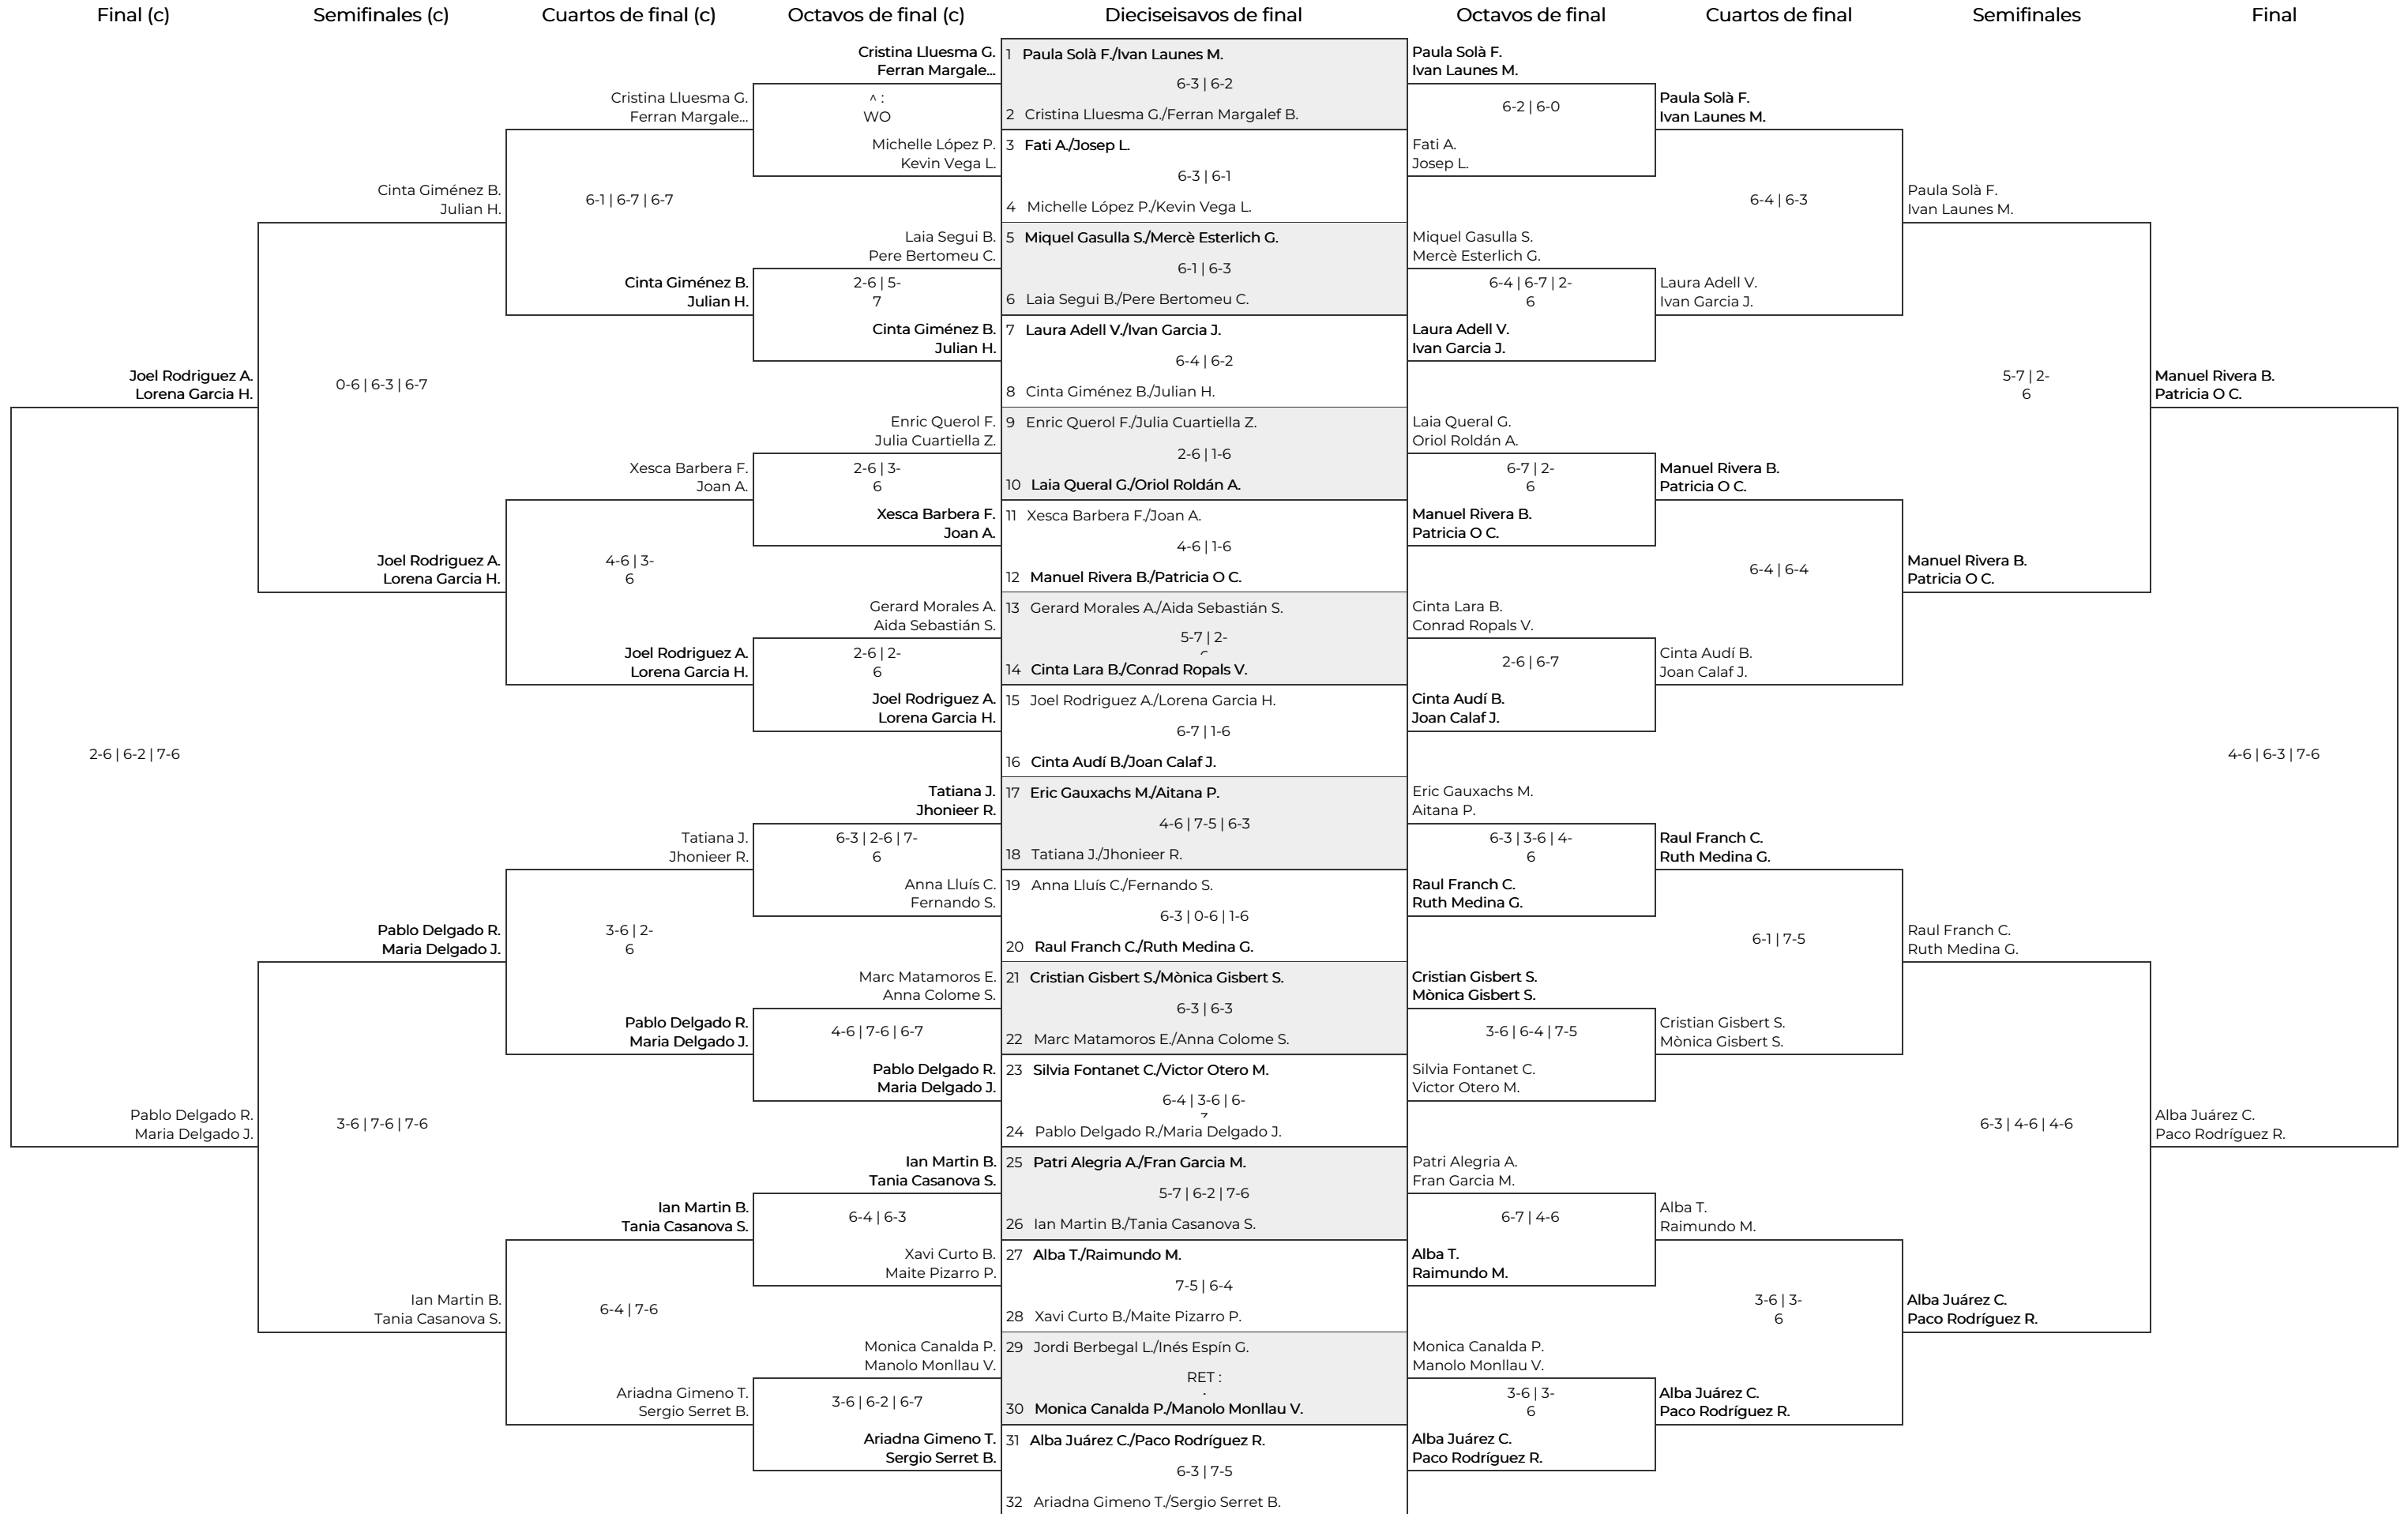 Final (c)
Semifinales (c)
Cuartos de final (c)
Octavos de final (c)
Dieciseisavos de final
Octavos de final
Cuartos de final
Semifinales
Final
Joel Rodriguez A.
Lorena Garcia H.
2-6 | 6-2 | 7-6
Pablo Delgado R.
Maria Delgado J.
Cinta Giménez B.
Julian H.
0-6 | 6-3 | 6-7
Joel Rodriguez A.
Lorena Garcia H.
Pablo Delgado R.
Maria Delgado J.
3-6 | 7-6 | 7-6
Ian Martin B.
Tania Casanova S.
Cristina Lluesma G.
Ferran Margale...
6-1 | 6-7 | 6-7
Cinta Giménez B.
Julian H.
Xesca Barbera F.
Joan A.
4-6 | 3-
6
Joel Rodriguez A.
Lorena Garcia H.
Tatiana J.
Jhonieer R.
3-6 | 2-
6
Pablo Delgado R.
Maria Delgado J.
Ian Martin B.
Tania Casanova S.
6-4 | 7-6
Ariadna Gimeno T.
Sergio Serret B.
Cristina Lluesma G.
Ferran Margale...
^ :
WO
Michelle López P.
Kevin Vega L.
Laia Segui B.
Pere Bertomeu C.
2-6 | 5-
7
Cinta Giménez B.
Julian H.
Enric Querol F.
Julia Cuartiella Z.
2-6 | 3-
6
Xesca Barbera F.
Joan A.
Gerard Morales A.
Aida Sebastián S.
2-6 | 2-
6
Joel Rodriguez A.
Lorena Garcia H.
Tatiana J.
Jhonieer R.
6-3 | 2-6 | 7-
6
Anna Lluís C.
Fernando S.
Marc Matamoros E.
Anna Colome S.
4-6 | 7-6 | 6-7
Pablo Delgado R.
Maria Delgado J.
Ian Martin B.
Tania Casanova S.
6-4 | 6-3
Xavi Curto B.
Maite Pizarro P.
Monica Canalda P.
Manolo Monllau V.
3-6 | 6-2 | 6-7
Ariadna Gimeno T.
Sergio Serret B.
1 Paula Solà F./Ivan Launes M.
6-3 | 6-2
2 Cristina Lluesma G./Ferran Margalef B.
3 Fati A./Josep L.
6-3 | 6-1
4 Michelle López P./Kevin Vega L.
5 Miquel Gasulla S./Mercè Esterlich G.
6-1 | 6-3
6 Laia Segui B./Pere Bertomeu C.
7 Laura Adell V./Ivan Garcia J.
6-4 | 6-2
8 Cinta Giménez B./Julian H.
9 Enric Querol F./Julia Cuartiella Z.
2-6 | 1-6
10 Laia Queral G./Oriol Roldán A.
11 Xesca Barbera F./Joan A.
4-6 | 1-6
12 Manuel Rivera B./Patricia O C.
13 Gerard Morales A./Aida Sebastián S.
5-7 | 2-
14 Cinta Lara B./Conrad Ropals V.
15 Joel Rodriguez A./Lorena Garcia H.
6-7 | 1-6
16 Cinta Audí B./Joan Calaf J.
17 Eric Gauxachs M./Aitana P.
4-6 | 7-5 | 6-3
18 Tatiana J./Jhonieer R.
19 Anna Lluís C./Fernando S.
6-3 | 0-6 | 1-6
20 Raul Franch C./Ruth Medina G.
21 Cristian Gisbert S./Mònica Gisbert S.
6-3 | 6-3
22 Marc Matamoros E./Anna Colome S.
23 Silvia Fontanet C./Victor Otero M.
6-4 | 3-6 | 6-
24 Pablo Delgado R./Maria Delgado J.
25 Patri Alegria A./Fran Garcia M.
5-7 | 6-2 | 7-6
26 Ian Martin B./Tania Casanova S.
27 Alba T./Raimundo M.
7-5 | 6-4
28 Xavi Curto B./Maite Pizarro P.
29 Jordi Berbegal L./Inés Espín G.
RET :
30 Monica Canalda P./Manolo Monllau V.
31 Alba Juárez C./Paco Rodríguez R.
6-3 | 7-5
32 Ariadna Gimeno T./Sergio Serret B.
Paula Solà F.
Ivan Launes M.
6-2 | 6-0
Fati A.
Josep L.
Miquel Gasulla S.
Mercè Esterlich G.
6-4 | 6-7 | 2-
6
Laura Adell V.
Ivan Garcia J.
Laia Queral G.
Oriol Roldán A.
6-7 | 2-
6
Manuel Rivera B.
Patricia O C.
Cinta Lara B.
Conrad Ropals V.
2-6 | 6-7
Cinta Audí B.
Joan Calaf J.
Eric Gauxachs M.
Aitana P.
6-3 | 3-6 | 4-
6
Raul Franch C.
Ruth Medina G.
Cristian Gisbert S.
Mònica Gisbert S.
3-6 | 6-4 | 7-5
Silvia Fontanet C.
Victor Otero M.
Patri Alegria A.
Fran Garcia M.
6-7 | 4-6
Alba T.
Raimundo M.
Monica Canalda P.
Manolo Monllau V.
3-6 | 3-
6
Alba Juárez C.
Paco Rodríguez R.
Paula Solà F.
Ivan Launes M.
6-4 | 6-3
Laura Adell V.
Ivan Garcia J.
Manuel Rivera B.
Patricia O C.
6-4 | 6-4
Cinta Audí B.
Joan Calaf J.
Raul Franch C.
Ruth Medina G.
6-1 | 7-5
Cristian Gisbert S.
Mònica Gisbert S.
Alba T.
Raimundo M.
3-6 | 3-
6
Alba Juárez C.
Paco Rodríguez R.
Paula Solà F.
Ivan Launes M.
5-7 | 2-
6
Manuel Rivera B.
Patricia O C.
Raul Franch C.
Ruth Medina G.
6-3 | 4-6 | 4-6
Alba Juárez C.
Paco Rodríguez R.
Manuel Rivera B.
Patricia O C.
4-6 | 6-3 | 7-6
Alba Juárez C.
Paco Rodríguez R.